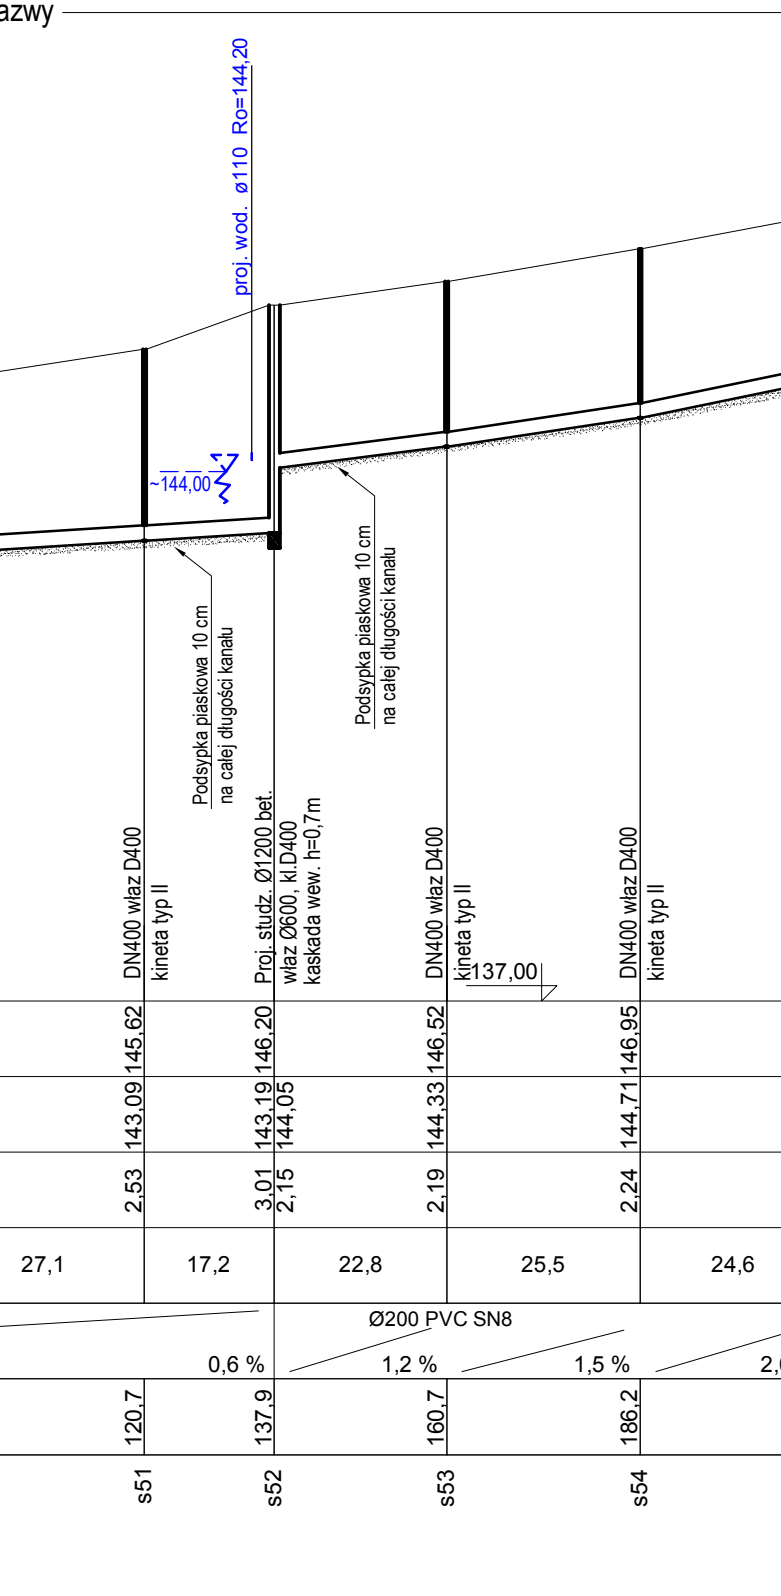 azwy
proj. wod. ø110 Ro=144,20
~144,00
Podsypka piaskowa 10 cm
na całej długości kanału
Podsypka piaskowa 10 cm
na całej długości kanału
DN400 właz D400
kineta typ II
Proj. studz. Ø1200 bet.
właz Ø600, kl.D400
kaskada wew. h=0,7m
DN400 właz D400
kineta typ II
137,00
DN400 właz D400
kineta typ II
145,62 146,20 146,52 146,95
143,09 143,19 144,05 144,33 144,71
2,53 3,01 2,15 2,19 2,24
27,1 17,2 22,8 25,5 24,6
Ø200 PVC SN8
0,6 % 1,2 % 1,5 %
120,7 137,9 160,7 186,2
s51 s52 s53 s54